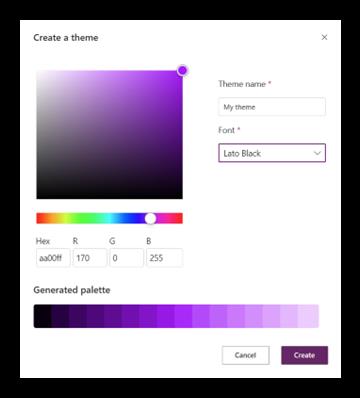 Create a theme
Theme name *
My theme
Font *
Lato Black
Hex R G B
aa00ff 170 0 255
Generated palette
Cancel Create